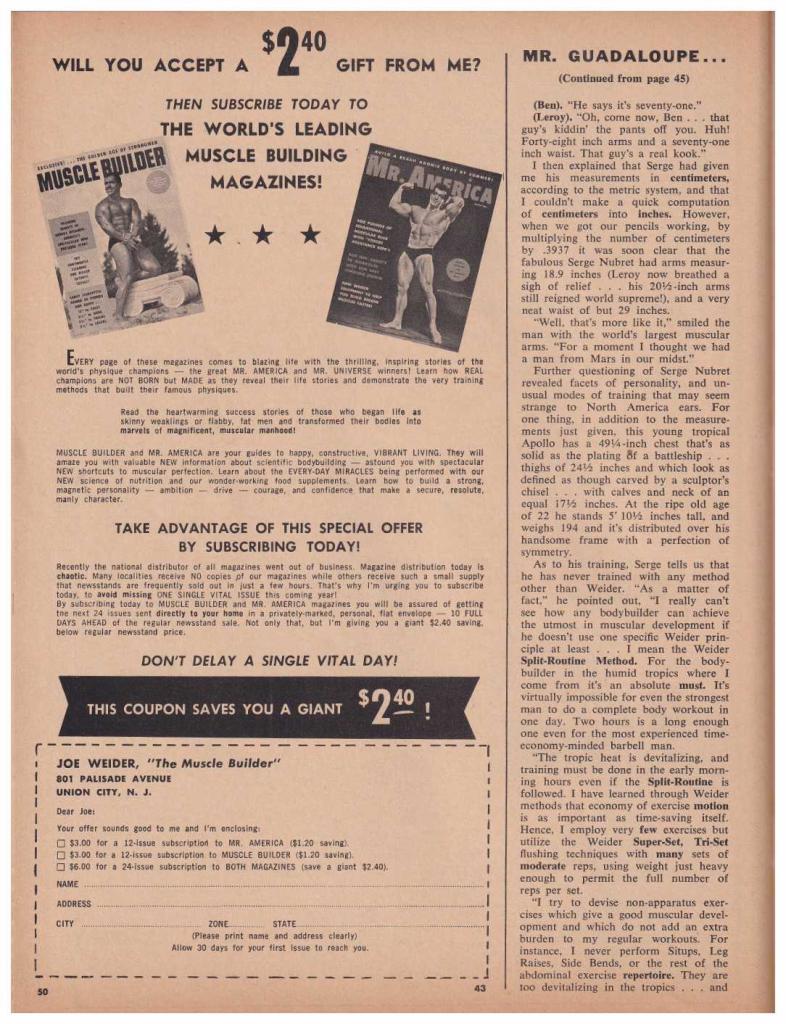 WILL YOU ACCEPT A $2.40 GIFT FROM ME?
THEN SUBSCRIBE TODAY TO
THE WORLD'S LEADING
MUSCLE BUILDING
MAGAZINES!
MUSCLE BUILDER
BUILD A BEACH ADONIS BODY BY SUMMER!
MR. AMERICA
EVERY page of these magazines comes to blazing life with the thrilling, inspiring stories of the
world's physique champions — the great MR. AMERICA and MR. UNIVERSE winners! Learn how REAL
champions are NOT BORN but MADE as they reveal their life stories and demonstrate the very training
methods that built their famous physiques.
Read the heartwarming success stories of those who began life as
skinny weaklings or flabby, fat men and transformed their bodies into
marvels of magnificent, muscular manhood!
MUSCLE BUILDER and MR. AMERICA are your guides to happy, constructive, VIBRANT LIVING. They will
amaze you with valuable NEW information about scientific bodybuilding — astound you with spectacular
NEW shortcuts to muscular perfection. Learn about the EVERY-DAY MIRACLES being performed with our
NEW science of nutrition and our wonder-working food supplements. Learn how to build a strong,
magnetic personality — ambition — drive — courage, and confidence that make a secure, resolute,
manly character.
TAKE ADVANTAGE OF THIS SPECIAL OFFER
BY SUBSCRIBING TODAY!
Recently the national distributor of all magazines went out of business. Magazine distribution today is
chaotic. Many localities receive NO copies of our magazines while others receive such a small supply
that newsstands are frequently sold out in just a few hours. That's why I'm urging you to subscribe
today, to avoid missing ONE SINGLE VITAL ISSUE this coming year!
By subscribing today to MUSCLE BUILDER and MR. AMERICA magazines you will be assured of getting
the next 24 issues sent directly to your home in a privately-marked, personal, flat envelope — 10 FULL
DAYS AHEAD of the regular newsstand sale. Not only that, but I'm giving you a giant $2.40 saving,
below regular newsstand price.
DON'T DELAY A SINGLE VITAL DAY!
THIS COUPON SAVES YOU A GIANT $2.40 !
JOE WEIDER, "The Muscle Builder"
801 PALISADE AVENUE
UNION CITY, N. J.
Dear Joe:
Your offer sounds good to me and I'm enclosing:
$3.00 for a 12-issue subscription to MR. AMERICA ($1.20 saving).
$3.00 for a 12-issue subscription to MUSCLE BUILDER ($1.20 saving).
$6.00 for a 24-issue subscription to BOTH MAGAZINES (save a giant $2.40).
NAME
ADDRESS
CITY ZONE STATE
(Please print name and address clearly)
Allow 30 days for your first issue to reach you.
50
43
MR. GUADALOUPE...
(Continued from page 45)
(Ben). "He says it's seventy-one."
(Leroy). "Oh, come now, Ben . . . that
guy's kiddin' the pants off you. Huh!
Forty-eight inch arms and a seventy-one
inch waist. That guy's a real kook."
I then explained that Serge had given
me his measurements in centimeters,
according to the metric system, and that
I couldn't make a quick computation
of centimeters into inches. However,
when we got our pencils working, by
multiplying the number of centimeters
by .3937 it was soon clear that the
fabulous Serge Nubret had arms measur-
ing 18.9 inches (Leroy now breathed a
sigh of relief . . . his 20½-inch arms
still reigned world supreme!), and a very
neat waist of but 29 inches.
"Well, that's more like it," smiled the
man with the world's largest muscular
arms. "For a moment I thought we had
a man from Mars in our midst."
Further questioning of Serge Nubret
revealed facets of personality, and un-
usual modes of training that may seem
strange to North America ears. For
one thing, in addition to the measure-
ments just given, this young tropical
Apollo has a 49¼-inch chest that's as
solid as the plating of a battleship . . .
thighs of 24½ inches and which look as
defined as though carved by a sculptor's
chisel . . . with calves and neck of an
equal 17½ inches. At the ripe old age
of 22 he stands 5' 10½ inches tall, and
weighs 194 and it's distributed over his
handsome frame with a perfection of
symmetry.
As to his training, Serge tells us that
he has never trained with any method
other than Weider. "As a matter of
fact," he pointed out, "I really can't
see how any bodybuilder can achieve
the utmost in muscular development if
he doesn't use one specific Weider prin-
ciple at least . . . I mean the Weider
Split-Routine Method. For the body-
builder in the humid tropics where I
come from it's an absolute must. It's
virtually impossible for even the strongest
man to do a complete body workout in
one day. Two hours is a long enough
one even for the most experienced time-
economy-minded barbell man.
"The tropic heat is devitalizing, and
training must be done in the early morn-
ing hours even if the Split-Routine is
followed. I have learned through Weider
methods that economy of exercise motion
is as important as time-saving itself.
Hence, I employ very few exercises but
utilize the Weider Super-Set, Tri-Set
flushing techniques with many sets of
moderate reps, using weight just heavy
enough to permit the full number of
reps per set.
"I try to devise non-apparatus exer-
cises which give a good muscular devel-
opment and which do not add an extra
burden to my regular workouts. For
instance, I never perform Situps, Leg
Raises, Side Bends, or the rest of the
abdominal exercise repertoire. They are
too devitalizing in the tropics . . . and